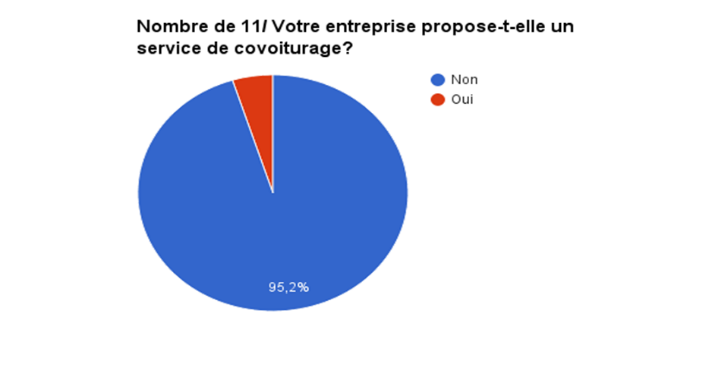 Nombre de 11/ Votre entreprise propose-t-elle un
service de covoiturage?
Non
Oui
95,2%